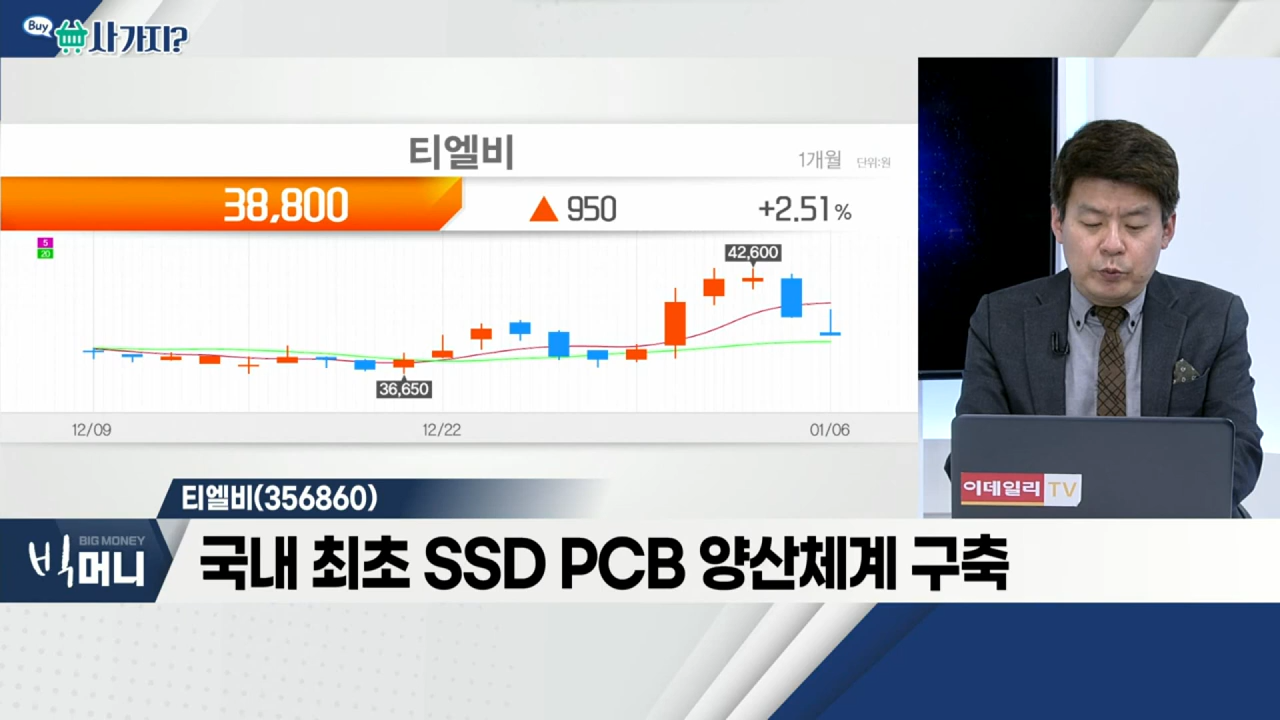 Buy
사가지?
티엘비
1개월 단위:원
38,800 ▲ 950 +2.51%
5
20
42,600
36,650
12/09 12/22 01/06
이데일리 TV
티엘비(356860)
BIG MONEY
빅머니
국내 최초 SSD PCB 양산체계 구축